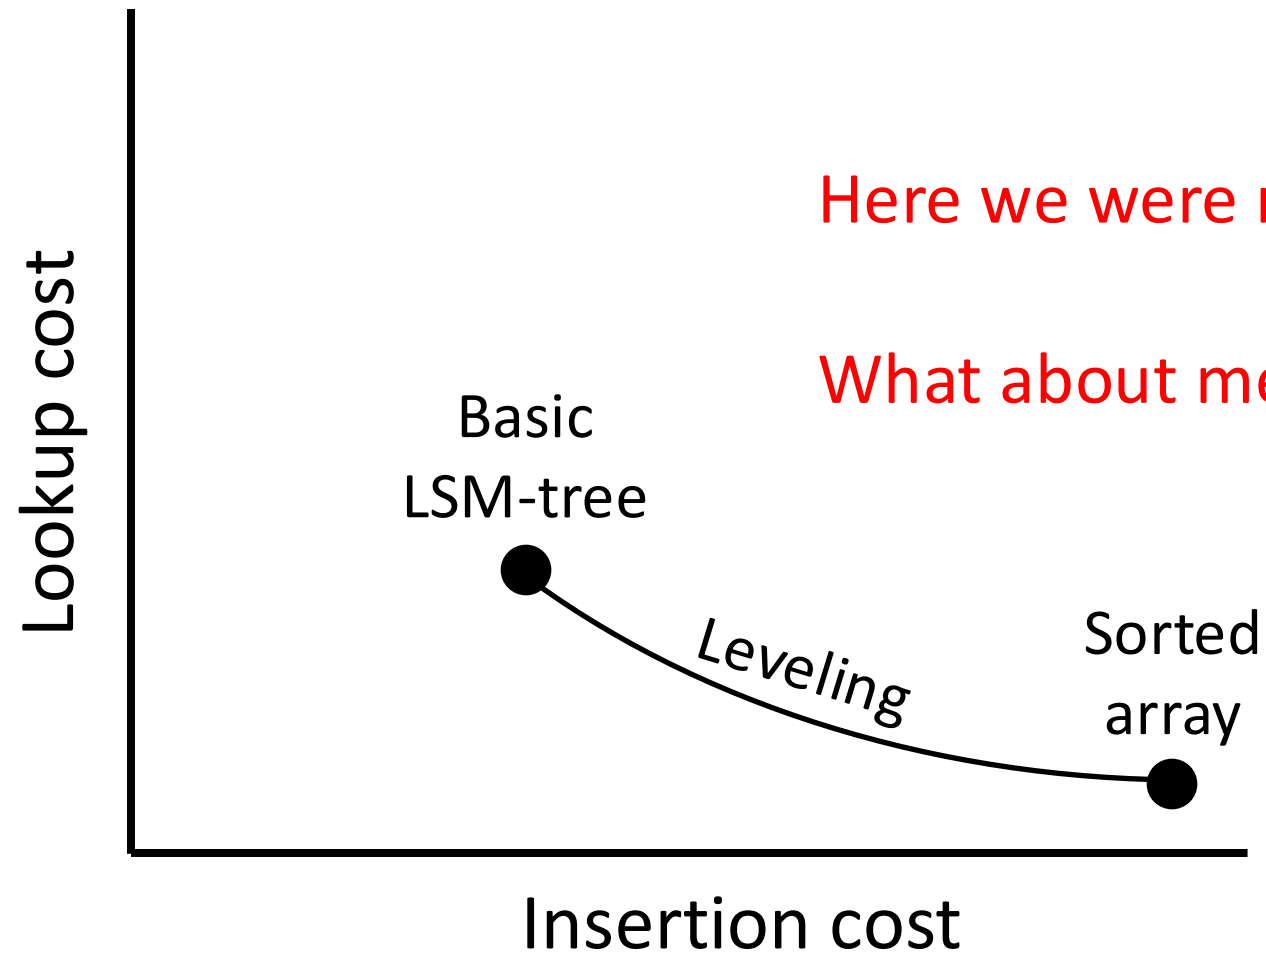 Here we were
What about
Basic
LSM-tree
Leveling
Sorted
array
Lookup cost
Insertion cost